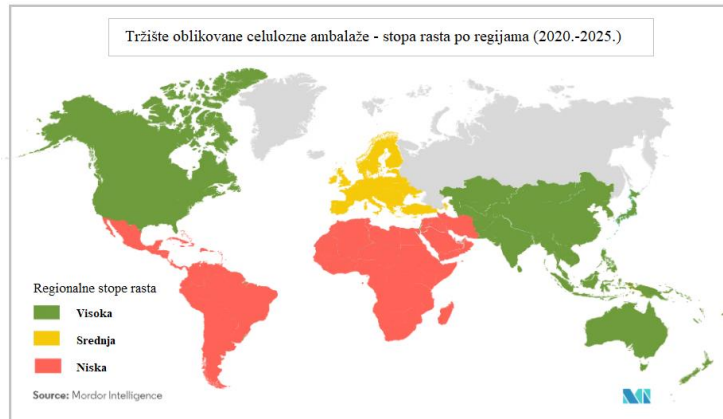 Tržište oblikovane celulozne ambalaže - stopa rasta po regijama (2020.-2025.)
Regionalne stope rasta
Visoka
Srednja
Niska
Source: Mordor Intelligence